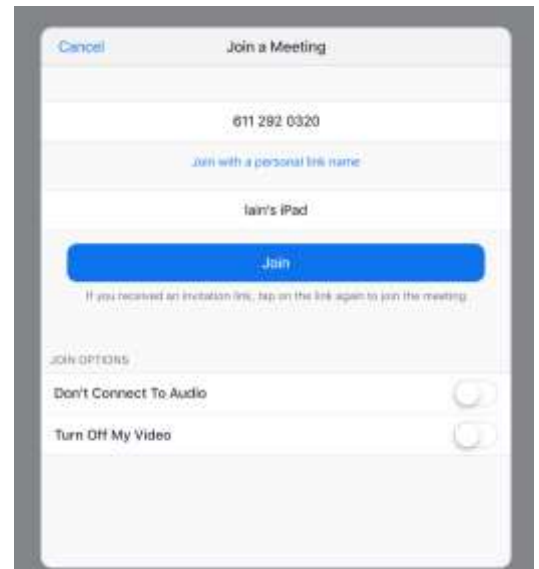 Cancel
Join a Meeting
611 292 0320
Join with a personal link name
Iain's iPad
Join
If you received an invitation link, tap on the link again to join the meeting
JOIN OPTIONS
Don't Connect To Audio
Turn Off My Video